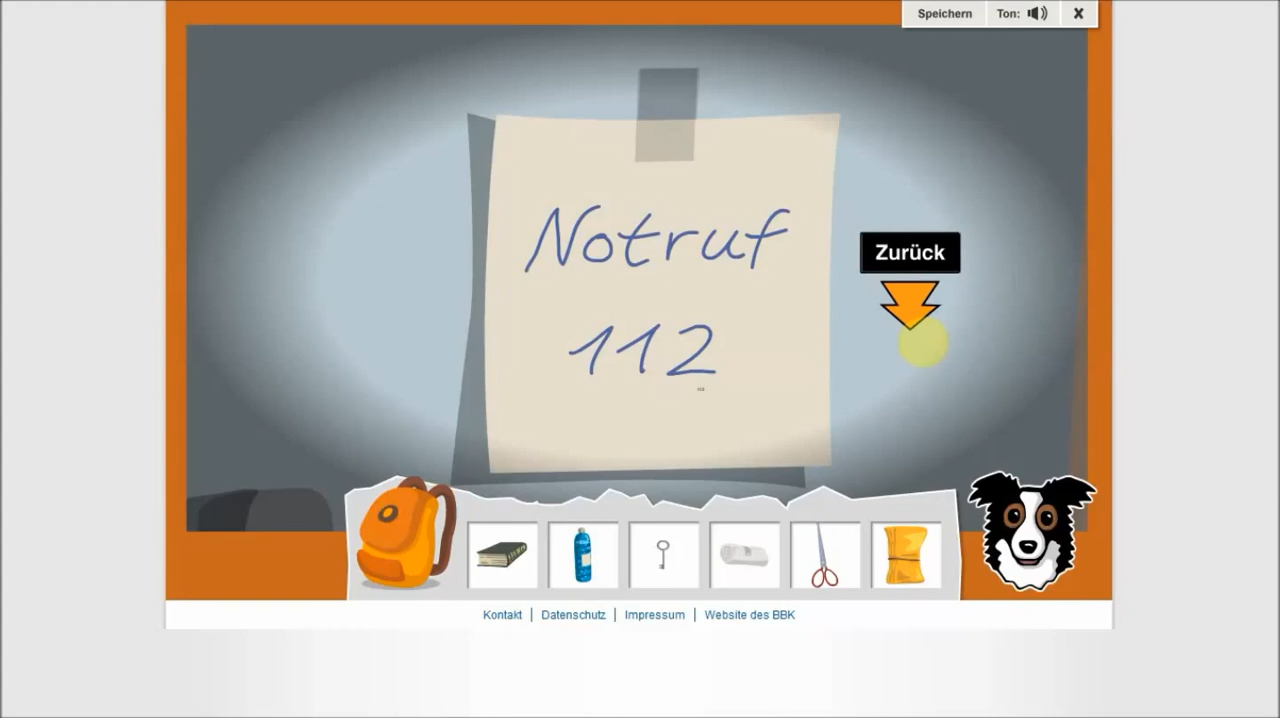 Speichern
Ton:
X
Notruf
112
Zurück
Kontakt | Datenschutz | Impressum | Website des BBK